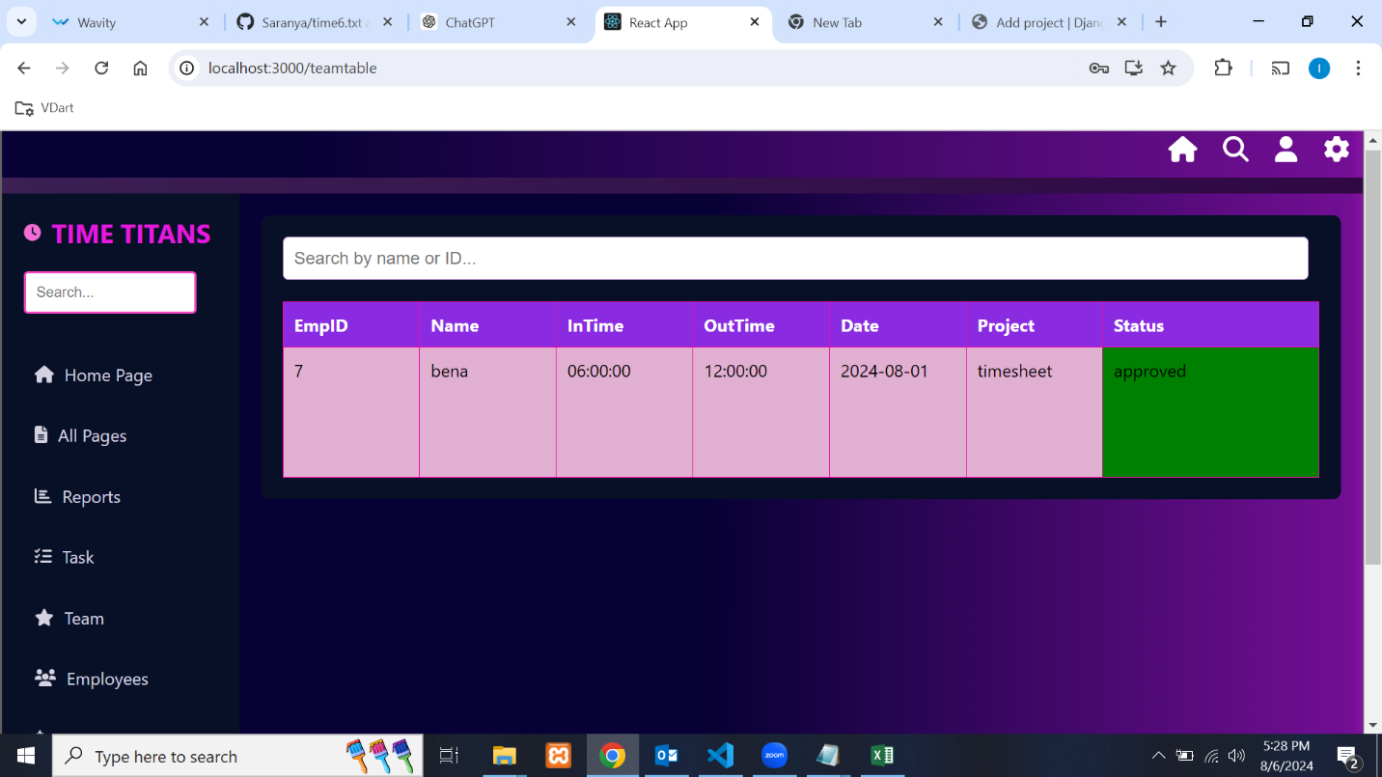 Wavity
Saranya/time6.txt a
ChatGPT
React App
New Tab
Add project | Djang
localhost:3000/teamtable
I
VDart
TIME TITANS
Search...
Home Page
All Pages
Reports
Task
Team
Employees
Search by name or ID...
EmpID Name InTime OutTime Date Project Status
7 bena 06:00:00 12:00:00 2024-08-01 timesheet approved
Type here to search
zoom
5:28 PM
8/6/2024
2